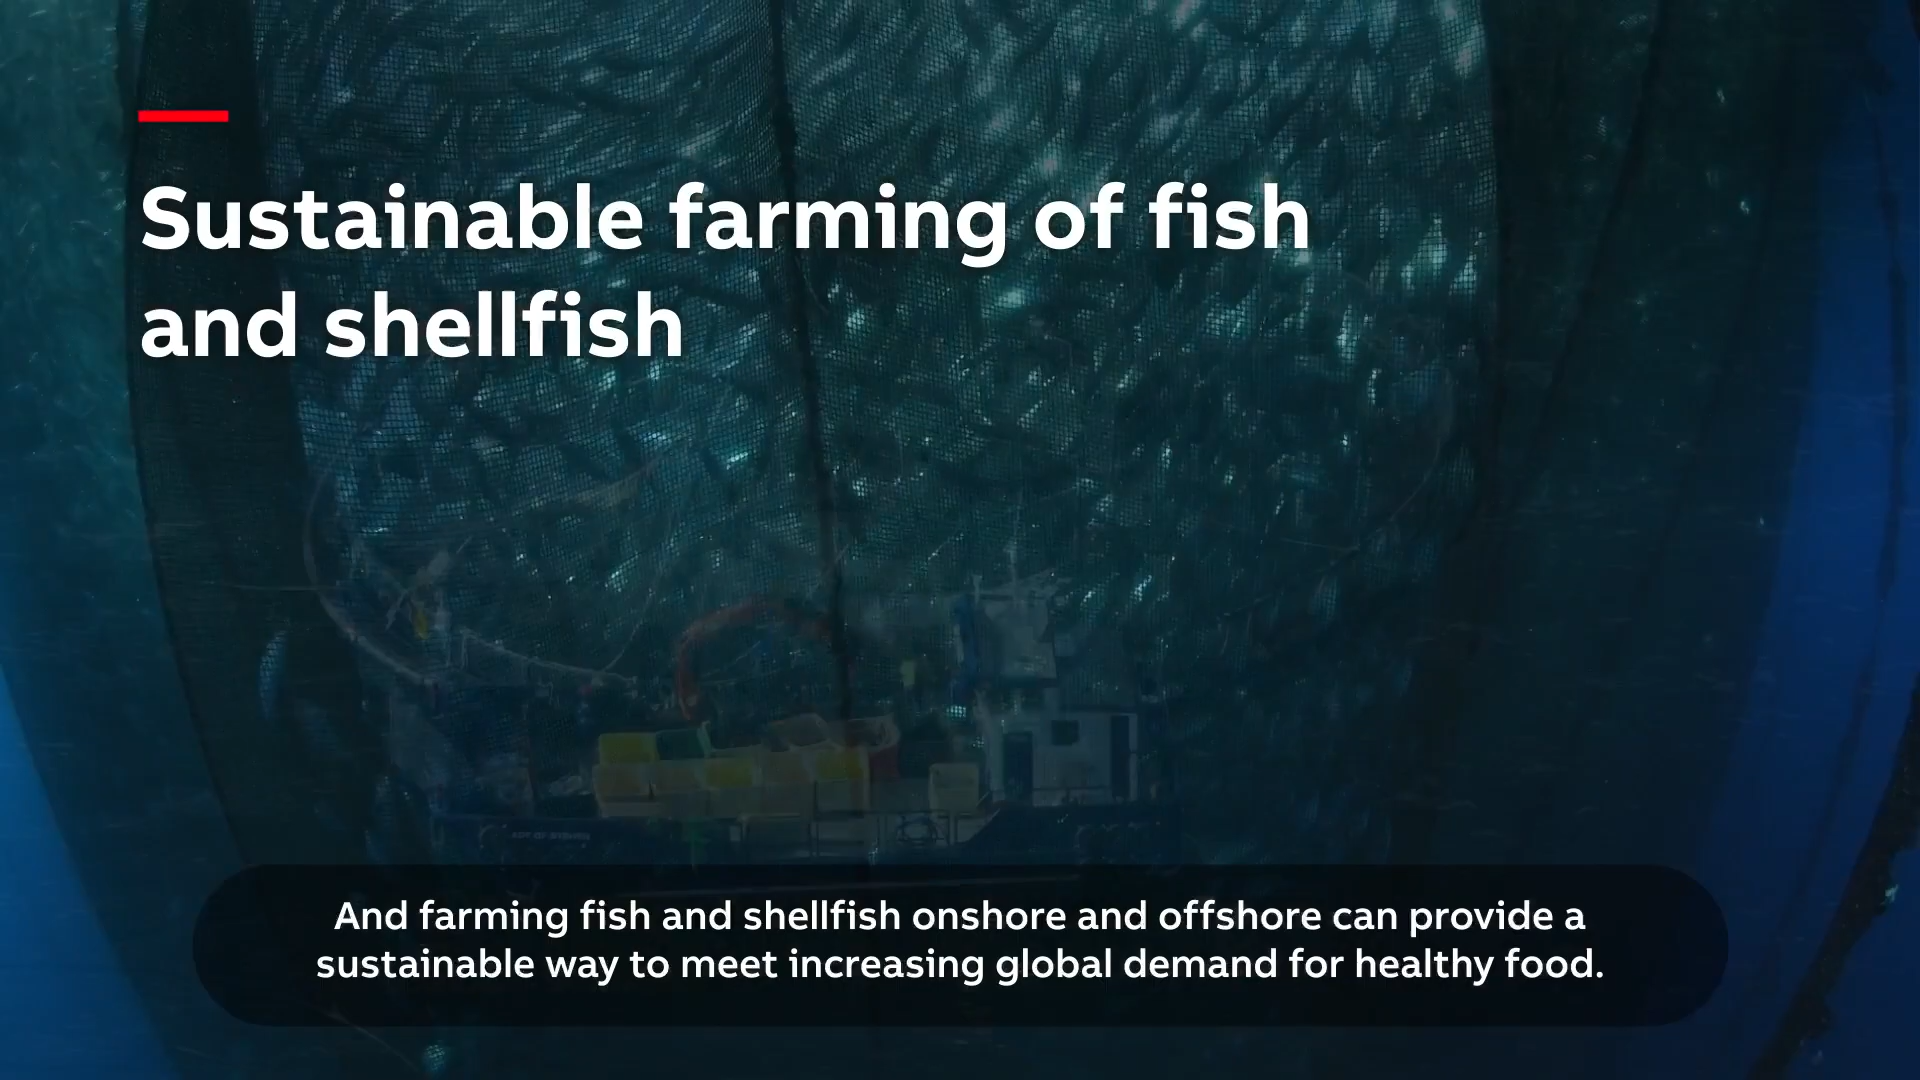 Sustainable farming of fish
and shellfish
And farming fish and shellfish onshore and offshore can provide a
sustainable way to meet increasing global demand for healthy food.